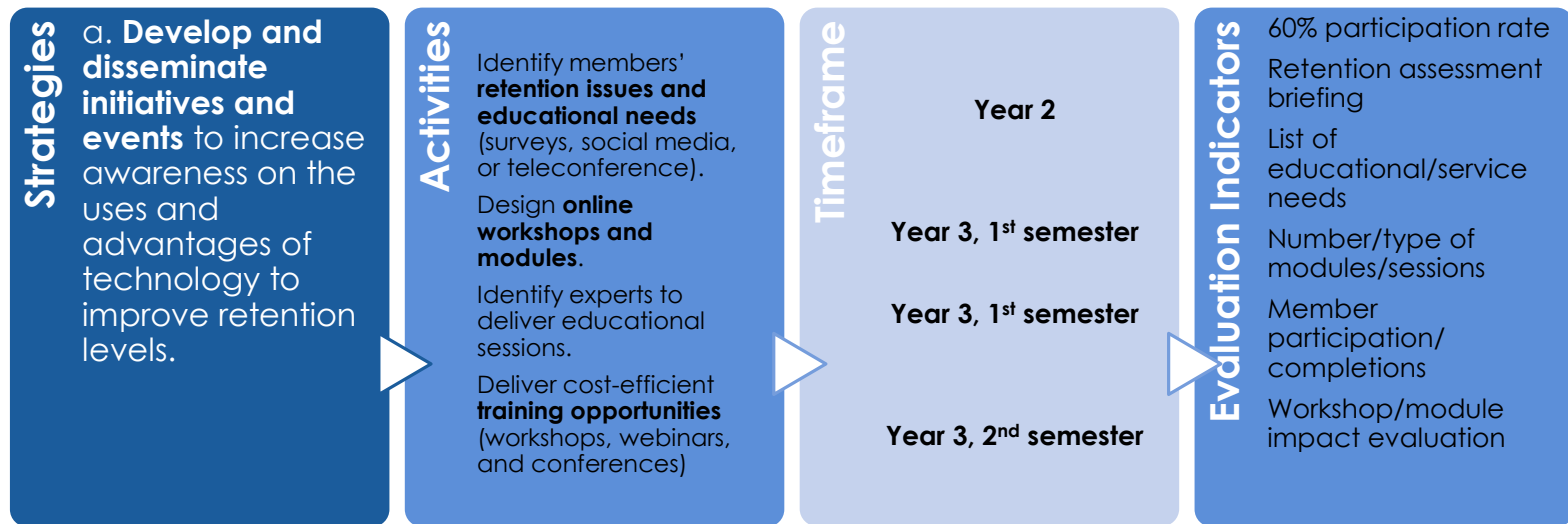 Strategies
a. Develop and
disseminate
initiatives and
events to increase
awareness on the
uses and
advantages of
technology to
improve retention
levels.
Activities
Identify members’
retention issues and
educational needs
(surveys, social media,
or teleconference).
Design online
workshops and
modules.
Identify experts to
deliver educational
sessions.
Deliver cost-efficient
training opportunities
(workshops, webinars,
and conferences)
Timeframe
Year 2
Year 3, 1st semester
Year 3, 1st semester
Year 3, 2nd semester
Evaluation Indicators
60% participation rate
Retention assessment
briefing
List of
educational/service
needs
Number/type of
modules/sessions
Member
participation/
completions
Workshop/module
impact evaluation